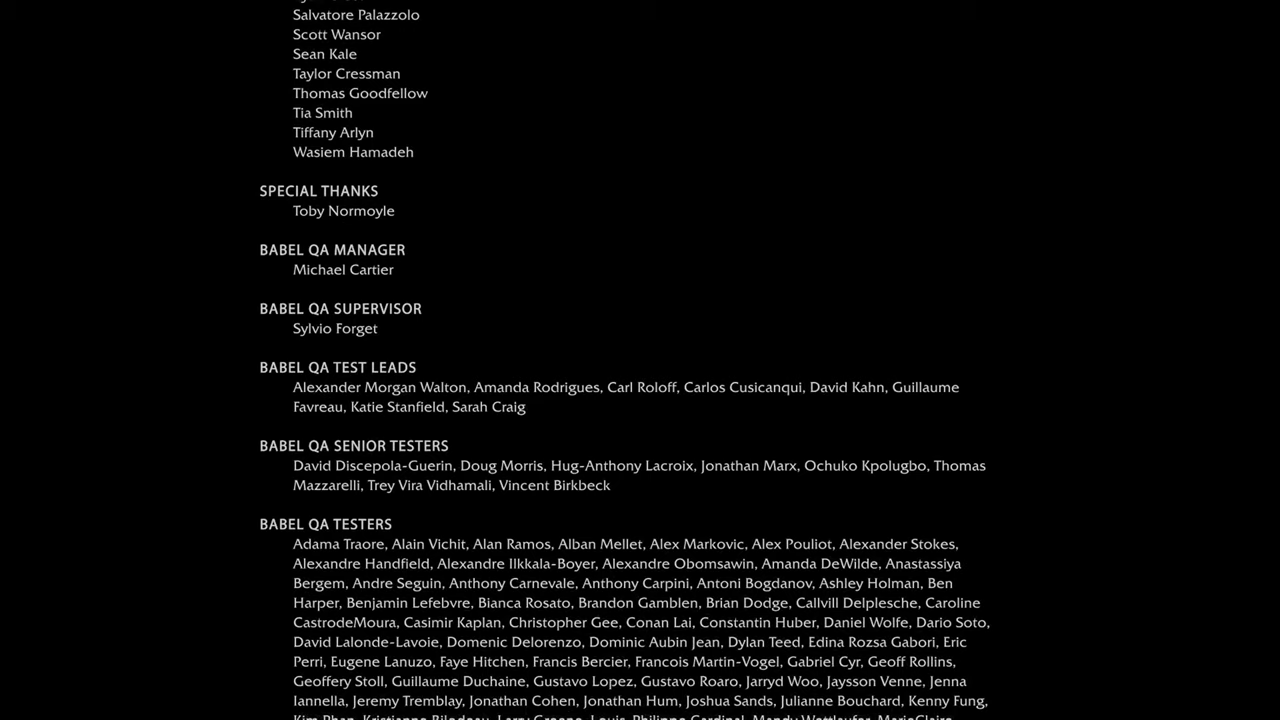 Salvatore Palazzolo
Scott Wansor
Sean Kale
Taylor Cressman
Thomas Goodfellow
Tia Smith
Tiffany Arlyn
Wasiem Hamadeh
SPECIAL THANKS
Toby Normoyle
BABEL QA MANAGER
Michael Cartier
BABEL QA SUPERVISOR
Sylvio Forget
BABEL QA TEST LEADS
Alexander Morgan Walton, Amanda Rodrigues, Carl Roloff, Carlos Cusicanqui, David Kahn, Guillaume
Favreau, Katie Stanfield, Sarah Craig
BABEL QA SENIOR TESTERS
David Discepola-Guerin, Doug Morris, Hug-Anthony Lacroix, Jonathan Marx, Ochuko Kpolugbo, Thomas
Mazzarelli, Trey Vira Vidhamali, Vincent Birkbeck
BABEL QA TESTERS
Adama Traore, Alain Vichit, Alan Ramos, Alban Mellet, Alex Markovic, Alex Pouliot, Alexander Stokes,
Alexandre Handfield, Alexandre Ilkkala-Boyer, Alexandre Obomsawin, Amanda DeWilde, Anastassiya
Bergem, Andre Seguin, Anthony Carnevale, Anthony Carpini, Antoni Bogdanov, Ashley Holman, Ben
Harper, Benjamin Lefebvre, Bianca Rosato, Brandon Gamblen, Brian Dodge, Callvill Delplesche, Caroline
CastrodeMoura, Casimir Kaplan, Christopher Gee, Conan Lai, Constantin Huber, Daniel Wolfe, Dario Soto,
David Lalonde-Lavoie, Domenic Delorenzo, Dominic Aubin Jean, Dylan Teed, Edina Rozsa Gabori, Eric
Perri, Eugene Lanuzo, Faye Hitchen, Francis Bercier, Francois Martin-Vogel, Gabriel Cyr, Geoff Rollins,
Geoffery Stoll, Guillaume Duchaine, Gustavo Lopez, Gustavo Roaro, Jarryd Woo, Jaysson Venne, Jenna
Iannella, Jeremy Tremblay, Jonathan Cohen, Jonathan Hum, Joshua Sands, Julianne Bouchard, Kenny Fung,